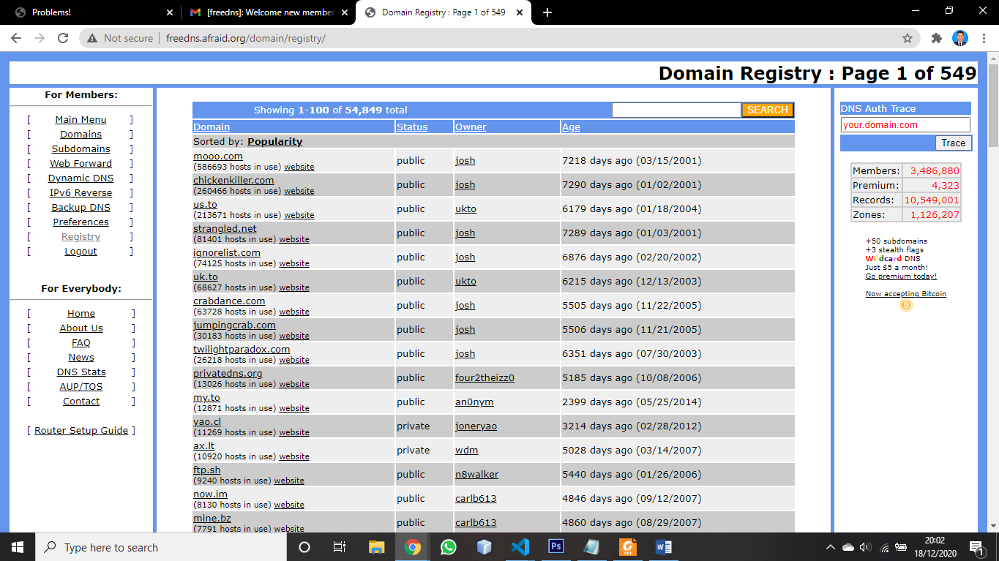 Problems!
[freedns]: Welcome new member
Domain Registry : Page 1 of 549
Not secure | freedns.afraid.org/domain/registry/
Domain Registry : Page 1 of 549
For Members:
[ Main Menu ]
[ Domains ]
[ Subdomains ]
[ Web Forward ]
[ Dynamic DNS ]
[ IPv6 Reverse ]
[ Backup DNS ]
[ Preferences ]
[ Registry ]
[ Logout ]
For Everybody:
[ Home ]
[ About Us ]
[ FAQ ]
[ News ]
[ DNS Stats ]
[ AUP/TOS ]
[ Contact ]
[ Router Setup Guide ]
Showing 1-100 of 54,849 total
SEARCH
Domain Status Owner Age
Sorted by: Popularity
mooo.com
(586693 hosts in use) website public josh 7218 days ago (03/15/2001)
chickenkiller.com
(260466 hosts in use) website public josh 7290 days ago (01/02/2001)
us.to
(213671 hosts in use) website public ukto 6179 days ago (01/18/2004)
strangled.net
(81401 hosts in use) website public josh 7289 days ago (01/03/2001)
ignorelist.com
(74125 hosts in use) website public josh 6876 days ago (02/20/2002)
uk.to
(68627 hosts in use) website public ukto 6215 days ago (12/13/2003)
crabdance.com
(63728 hosts in use) website public josh 5505 days ago (11/22/2005)
jumpingcrab.com
(30183 hosts in use) website public josh 5506 days ago (11/21/2005)
twilightparadox.com
(26218 hosts in use) website public josh 6351 days ago (07/30/2003)
privatedns.org
(13026 hosts in use) website public four2theizz0 5185 days ago (10/08/2006)
my.to
(12871 hosts in use) website public an0nym 2399 days ago (05/25/2014)
yao.cl
(11269 hosts in use) website private joneryao 3214 days ago (02/28/2012)
ax.lt
(10920 hosts in use) website private wdm 5028 days ago (03/14/2007)
ftp.sh
(9240 hosts in use) website public n8walker 5440 days ago (01/26/2006)
now.im
(8130 hosts in use) website public carlb613 4846 days ago (09/12/2007)
mine.bz
(7791 hosts in use) website public carlb613 4860 days ago (08/29/2007)
DNS Auth Trace
your.domain.com
Trace
Members: 3,486,880
Premium: 4,323
Records: 10,549,001
Zones: 1,126,207
+50 subdomains
+3 stealth flags
Wildcard DNS
Just $5 a month!
Go premium today!
Now accepting Bitcoin
Type here to search
Ps
PDF
W
20:02
18/12/2020
1